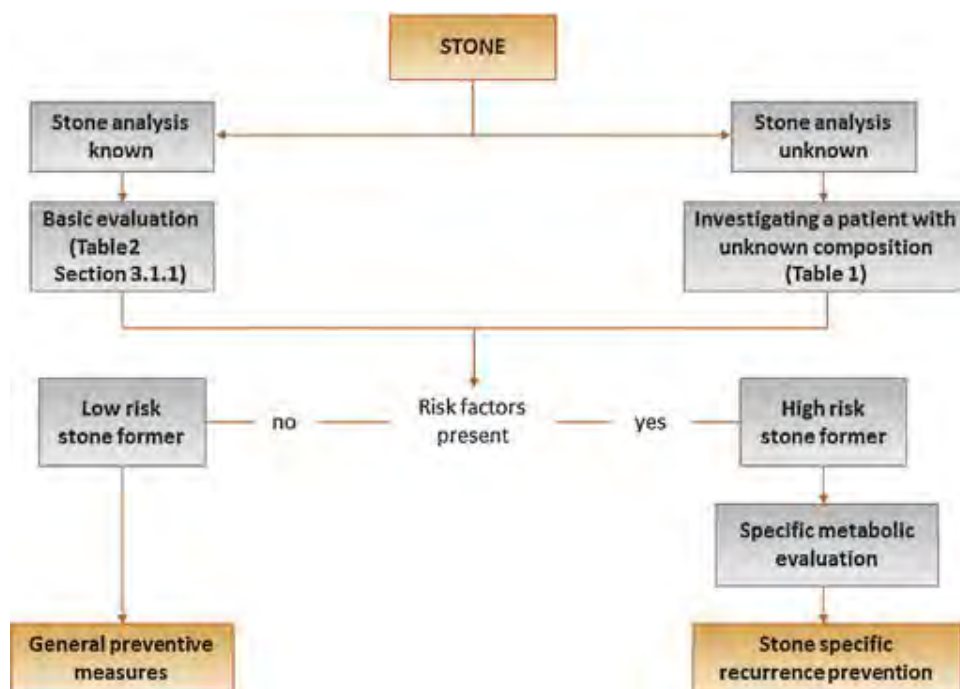 STONE
Stone analysis
known
Stone analysis
unknown
Basic evaluation
(Table2
Section 3.1.1)
Investigating a patient with
unknown composition
(Table 1)
Low risk
stone former
no
Risk factors
present
yes
High risk
stone former
Specific metabolic
evaluation
General preventive
measures
Stone specific
recurrence prevention